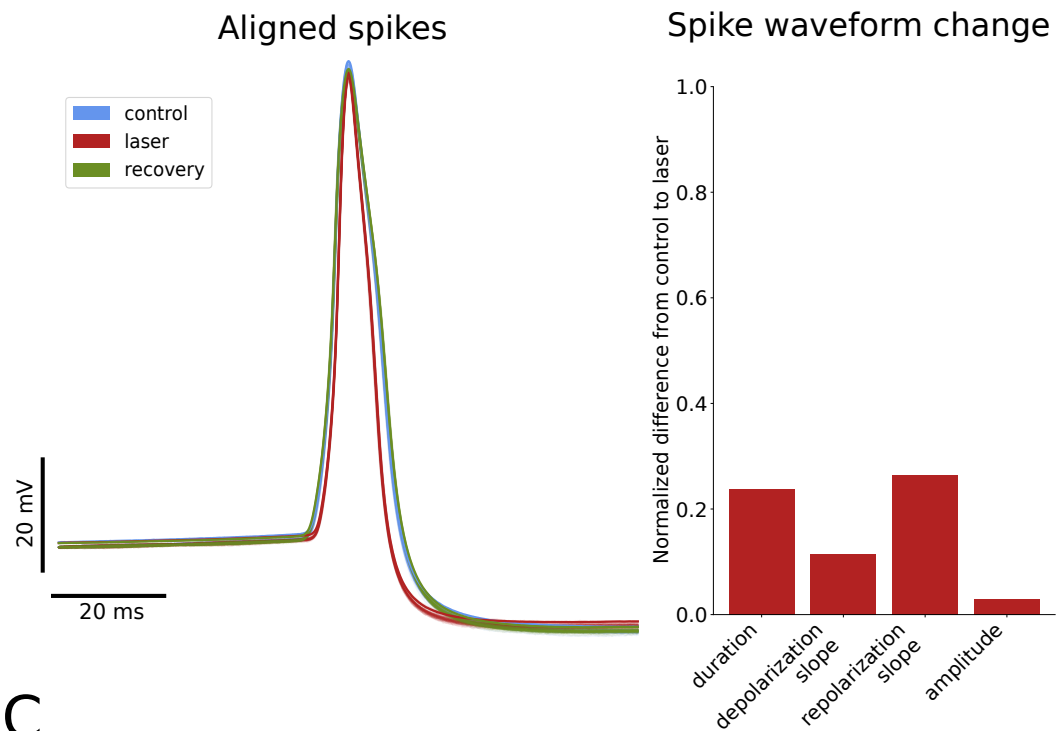 Aligned spikes
control
laser
recovery
20 mV
20 ms
C
Spike waveform change
Normalized difference from control to laser
1.0
0.8
0.6
0.4
0.2
0.0
duration
depolarization
slope
repolarization
slope
amplitude